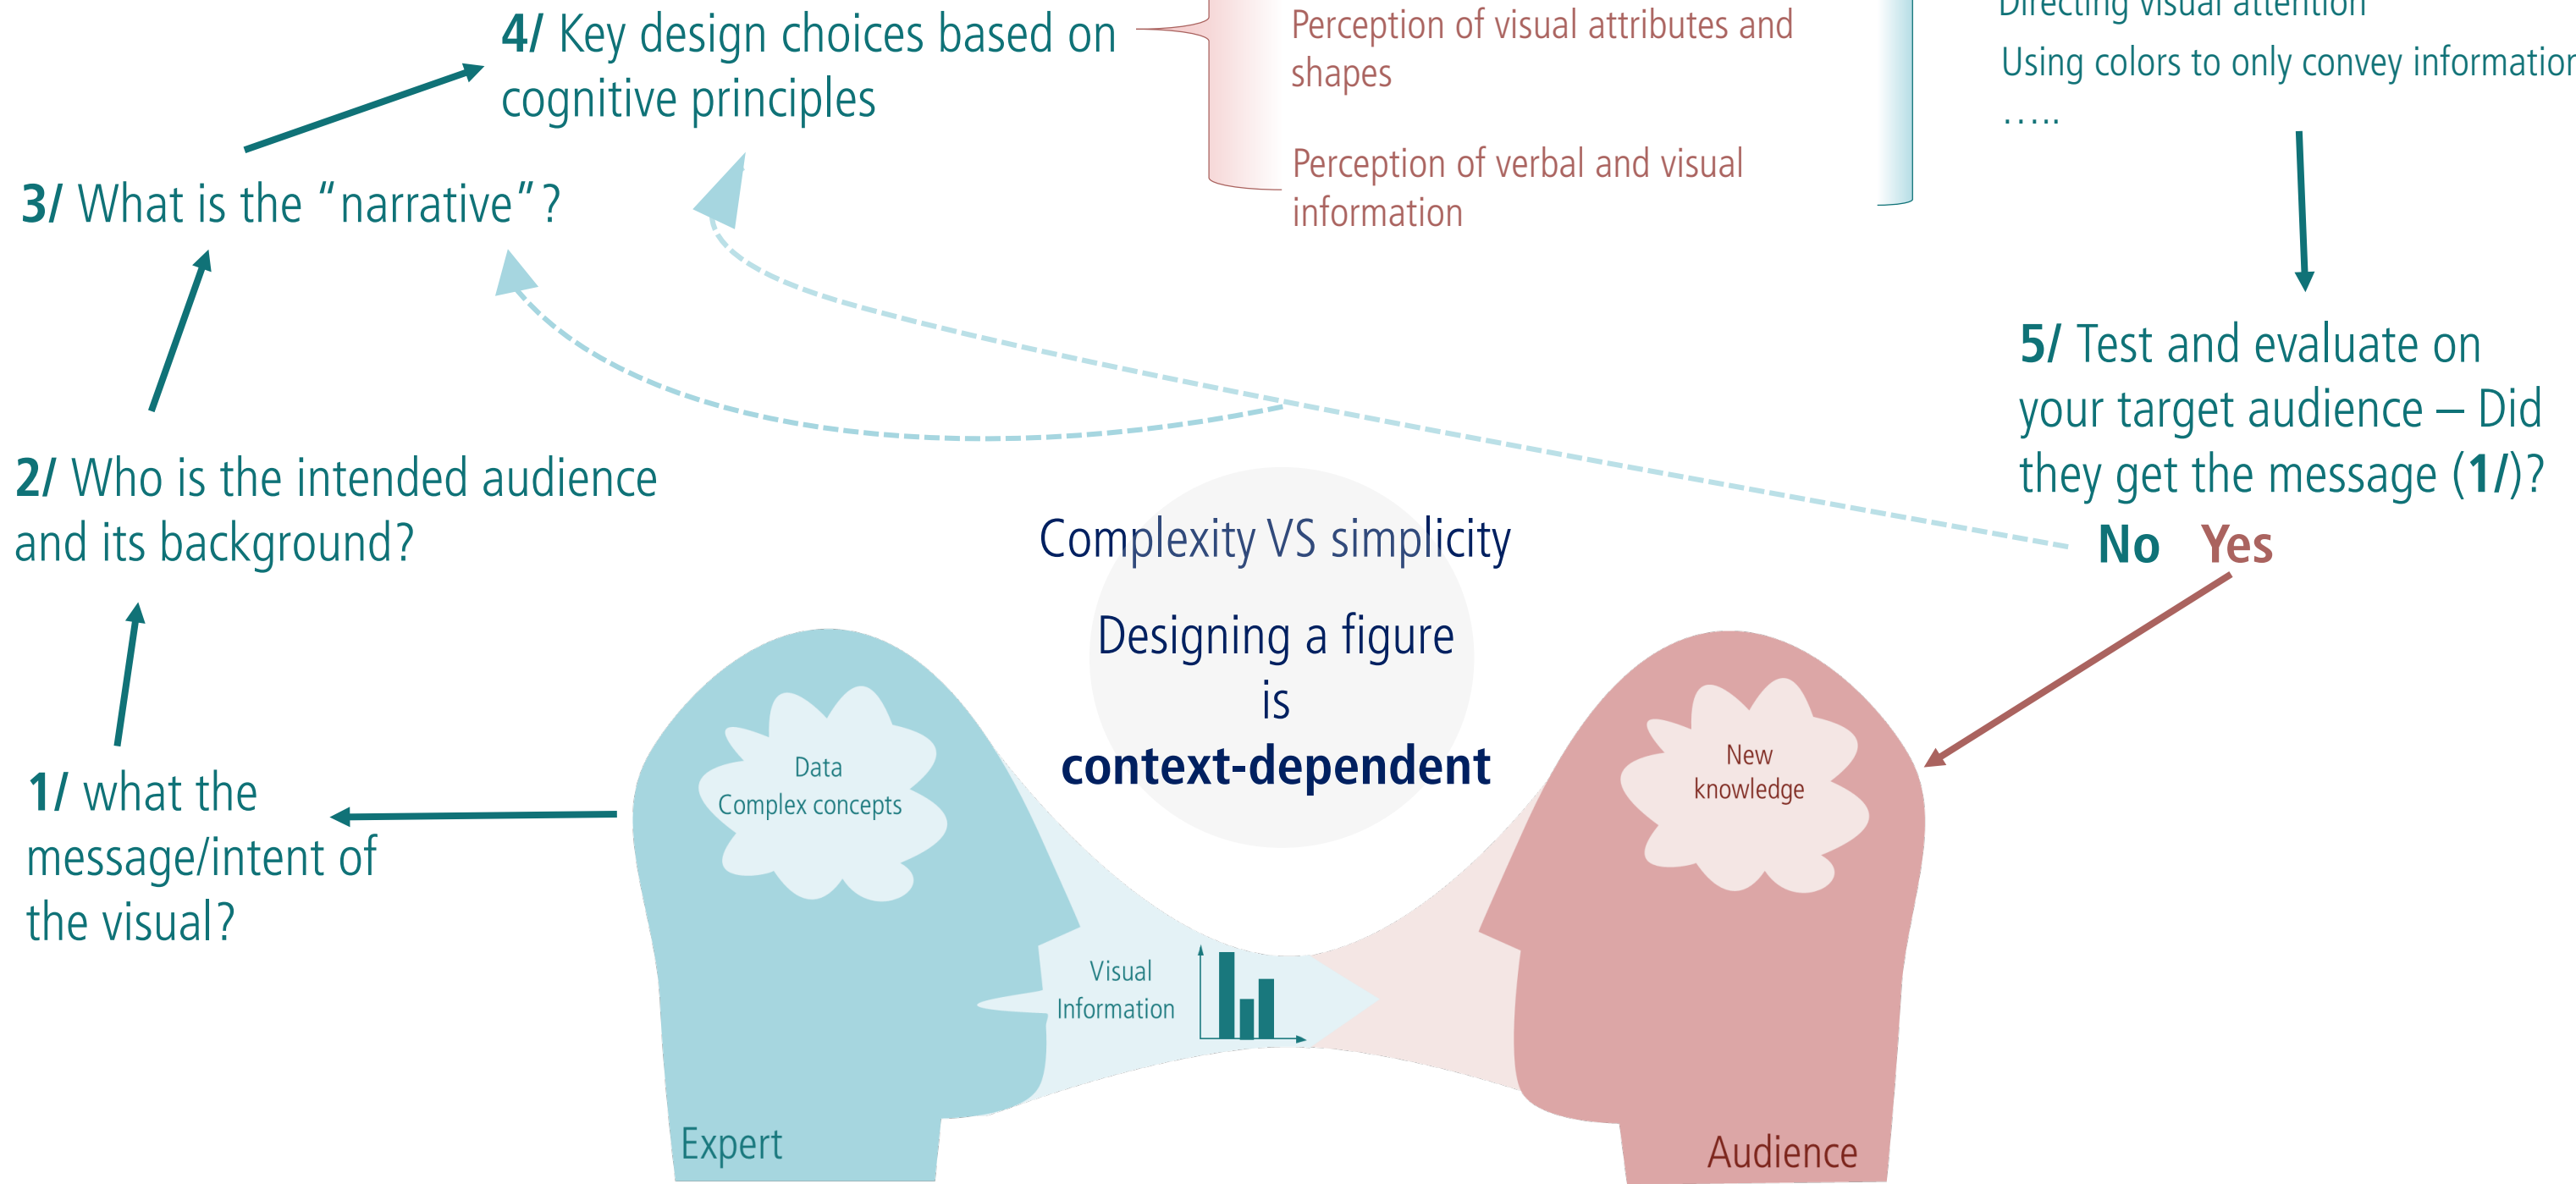 4/ Key design choices based on
cognitive principles
Perception of visual attributes and
shapes
Perception of verbal and visual
information
Directing visual attention
Using colors to only convey information
…..
3/ What is the “narrative”?
2/ Who is the intended audience
and its background?
1/ what the
message/intent of
the visual?
5/ Test and evaluate on
your target audience – Did
they get the message (1/)?
No Yes
Complexity VS simplicity
Designing a figure
is
context-dependent
Data
Complex concepts
New
knowledge
Visual
Information
Expert
Audience